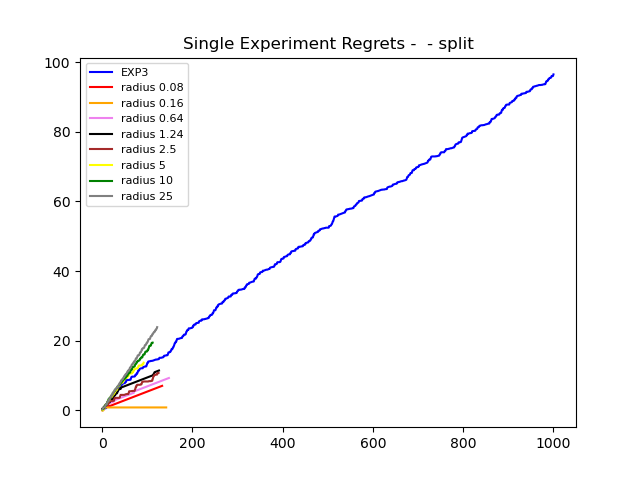 Single Experiment Regrets -  - split
100
80
60
40
20
0
EXP3
radius 0.08
radius 0.16
radius 0.64
radius 1.24
radius 2.5
radius 5
radius 10
radius 25
0 200 400 600 800 1000